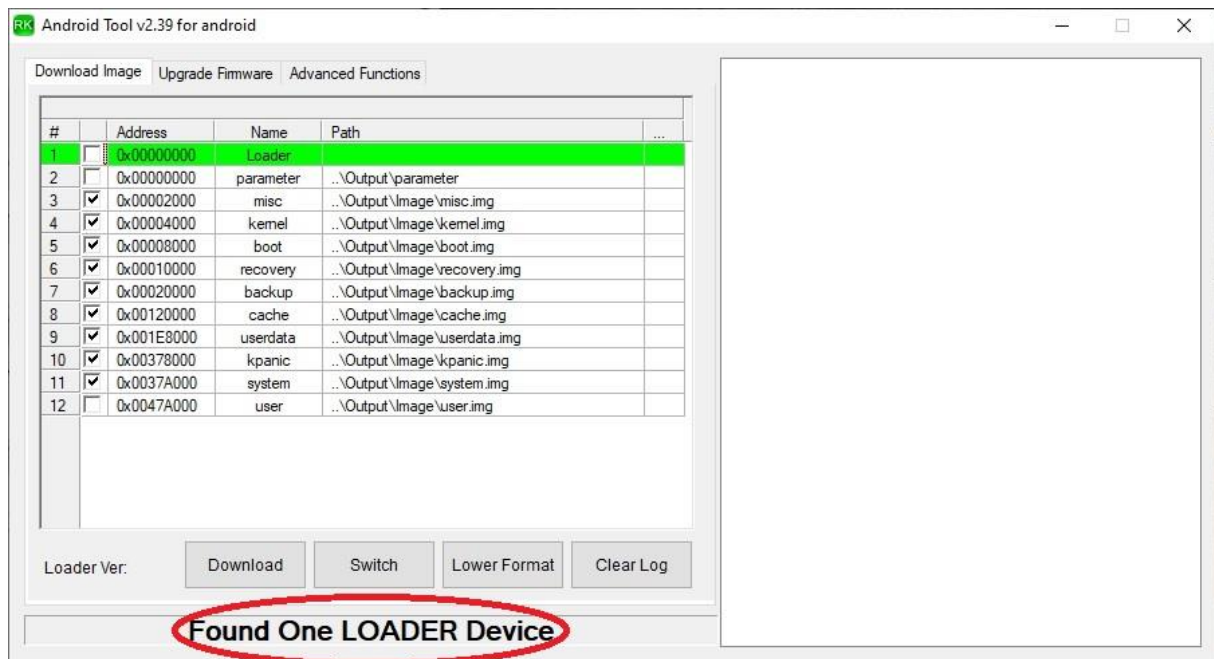 RK Android Tool v2.39 for android
Download Image Upgrade Firmware Advanced Functions
# Address Name Path ...
1 0x00000000 Loader
2 0x00000000 parameter ..\Output\parameter
3 0x00002000 misc ..\Output\Image\misc.img
4 0x00004000 kernel ..\Output\Image\kernel.img
5 0x00008000 boot ..\Output\Image\boot.img
6 0x00010000 recovery ..\Output\Image\recovery.img
7 0x00020000 backup ..\Output\Image\backup.img
8 0x00120000 cache ..\Output\Image\cache.img
9 0x001E8000 userdata ..\Output\Image\userdata.img
10 0x00378000 kpanic ..\Output\Image\kpanic.img
11 0x0037A000 system ..\Output\Image\system.img
12 0x0047A000 user ..\Output\Image\user.img
Loader Ver: Download Switch Lower Format Clear Log
Found One LOADER Device